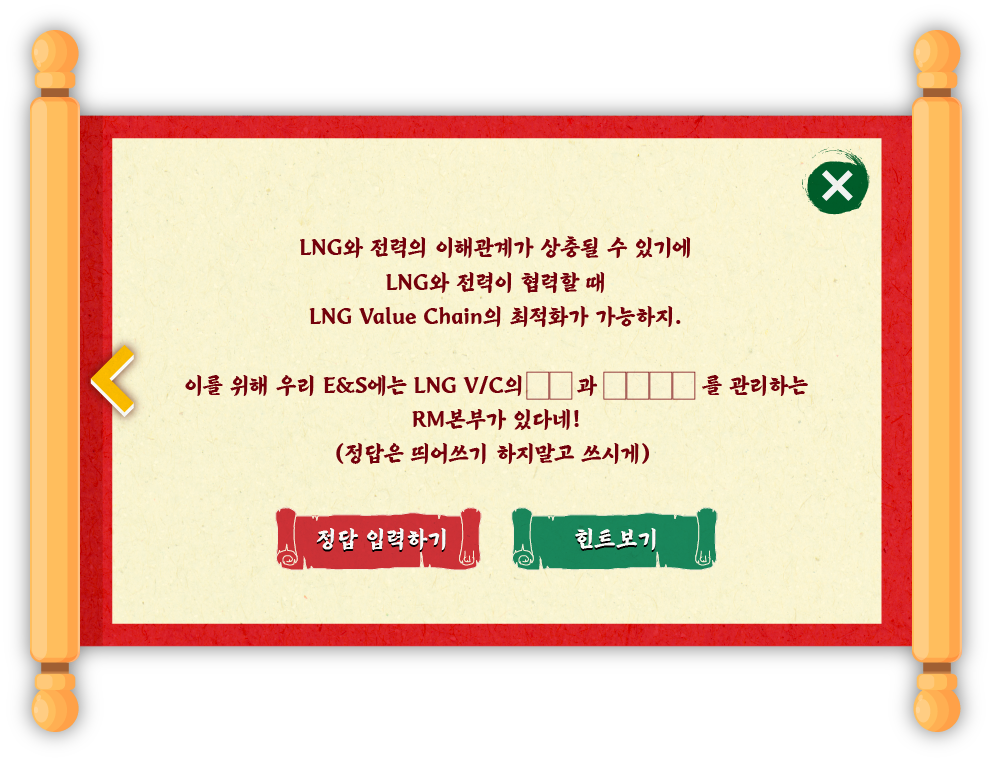 LNG와 전력의 이해관계가 상충될 수 있기에
LNG와 전력이 협력할 때
LNG Value Chain의 최적화가 가능하지.
이를 위해 우리 E&S에는 LNG V/C의 □□과 □□□□를 관리하는
RM본부가 있다네!
(정답은 띄어쓰기 하지말고 쓰시게)
정답 입력하기
힌트보기